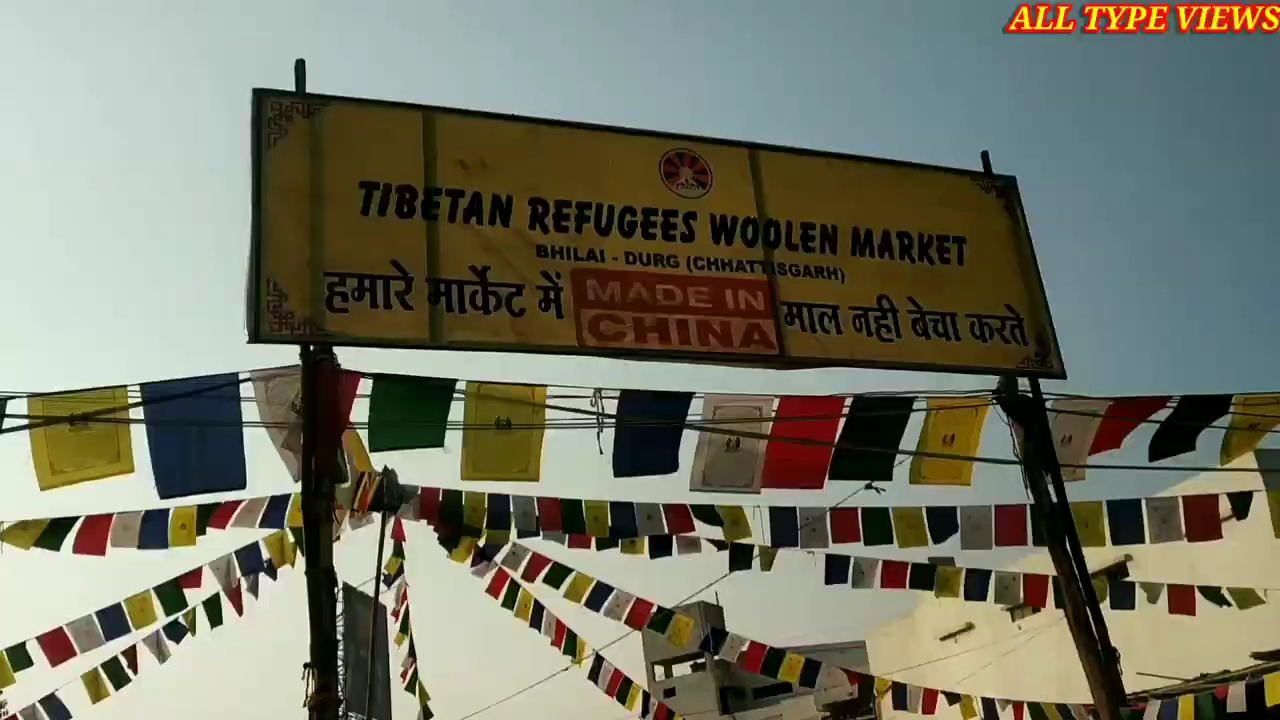 ALL TYPE VIEWS
TIBETAN REFUGEES WOOLEN MARKET
BHILAI - DURG (CHHATTISGARH)
हमारे मार्केट में MADE IN CHINA माल नही बेचा करते